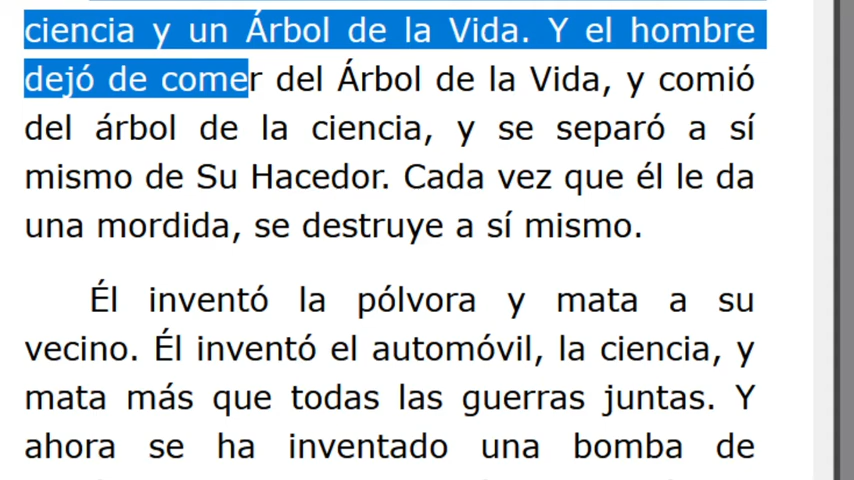 ciencia y un Árbol de la Vida. Y el hombre
dejó de comer del Árbol de la Vida, y comió
del árbol de la ciencia, y se separó a sí
mismo de Su Hacedor. Cada vez que él le da
una mordida, se destruye a sí mismo.
Él inventó la pólvora y mata a su
vecino. Él inventó el automóvil, la ciencia, y
mata más que todas las guerras juntas. Y
ahora se ha inventado una bomba de